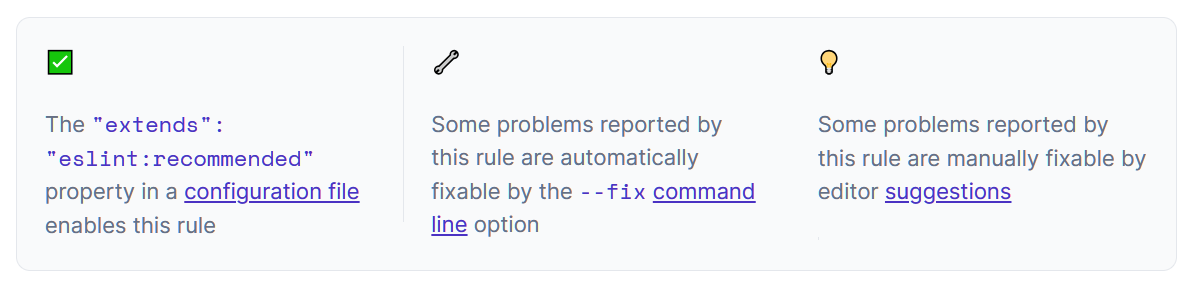 The "extends":
"eslint:recommended"
property in a configuration file
enables this rule
Some problems reported by
this rule are automatically
fixable by the --fix command
line option
Some problems reported by
this rule are manually fixable by
editor suggestions